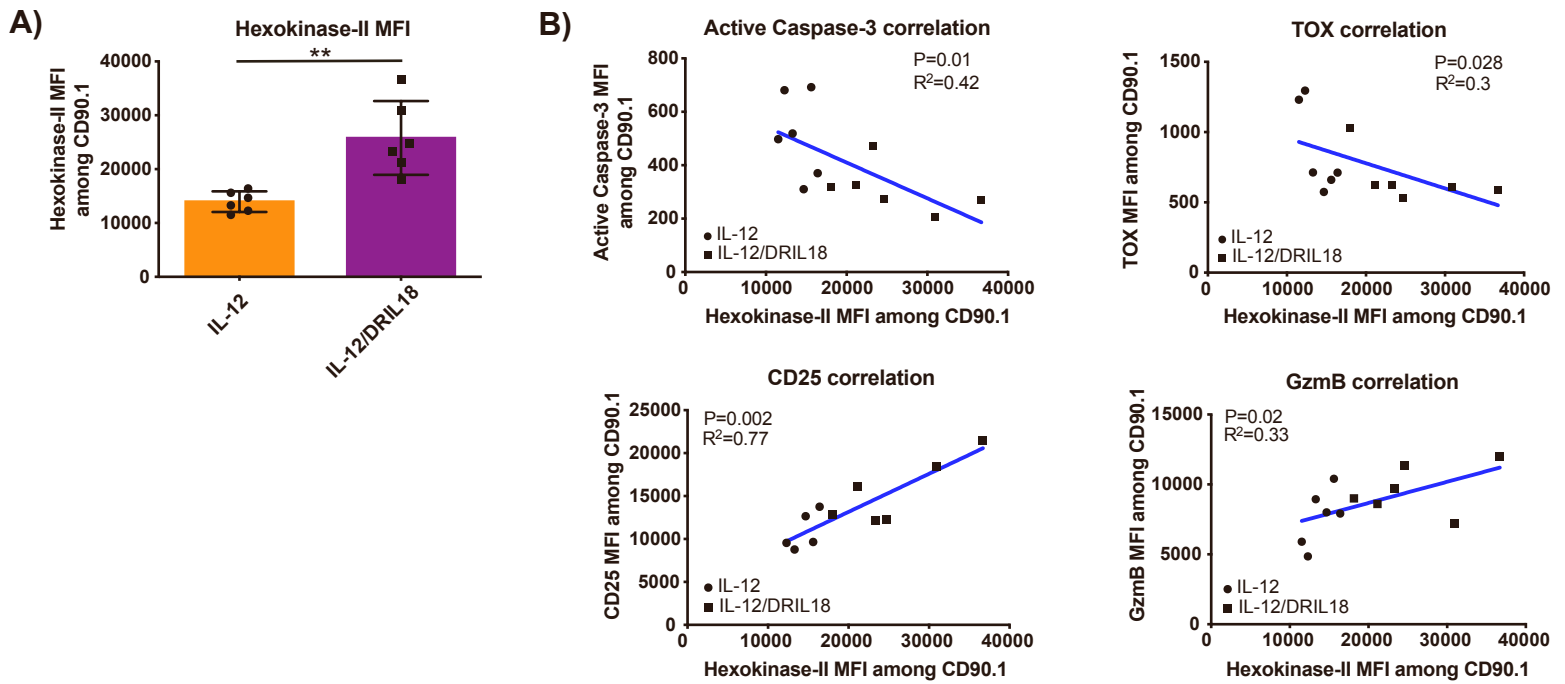 A)
Hexokinase-II MFI
Hexokinase-II MFI
among CD90.1
40000
30000
20000
10000
0
**
IL-12
IL-12/DRIL18
B)
Active Caspase-3 correlation
Active Caspase-3 MFI
among CD90.1
800
600
400
200
0
P=0.01
R²=0.42
IL-12
IL-12/DRIL18
0 10000 20000 30000 40000
Hexokinase-II MFI among CD90.1
TOX correlation
TOX MFI among CD90.1
1500
1000
500
0
P=0.028
R²=0.3
IL-12
IL-12/DRIL18
0 10000 20000 30000 40000
Hexokinase-II MFI among CD90.1
CD25 correlation
CD25 MFI among CD90.1
25000
20000
15000
10000
5000
0
P=0.002
R²=0.77
IL-12
IL-12/DRIL18
0 10000 20000 30000 40000
Hexokinase-II MFI among CD90.1
GzmB correlation
GzmB MFI among CD90.1
15000
10000
5000
0
P=0.02
R²=0.33
IL-12
IL-12/DRIL18
0 10000 20000 30000 40000
Hexokinase-II MFI among CD90.1